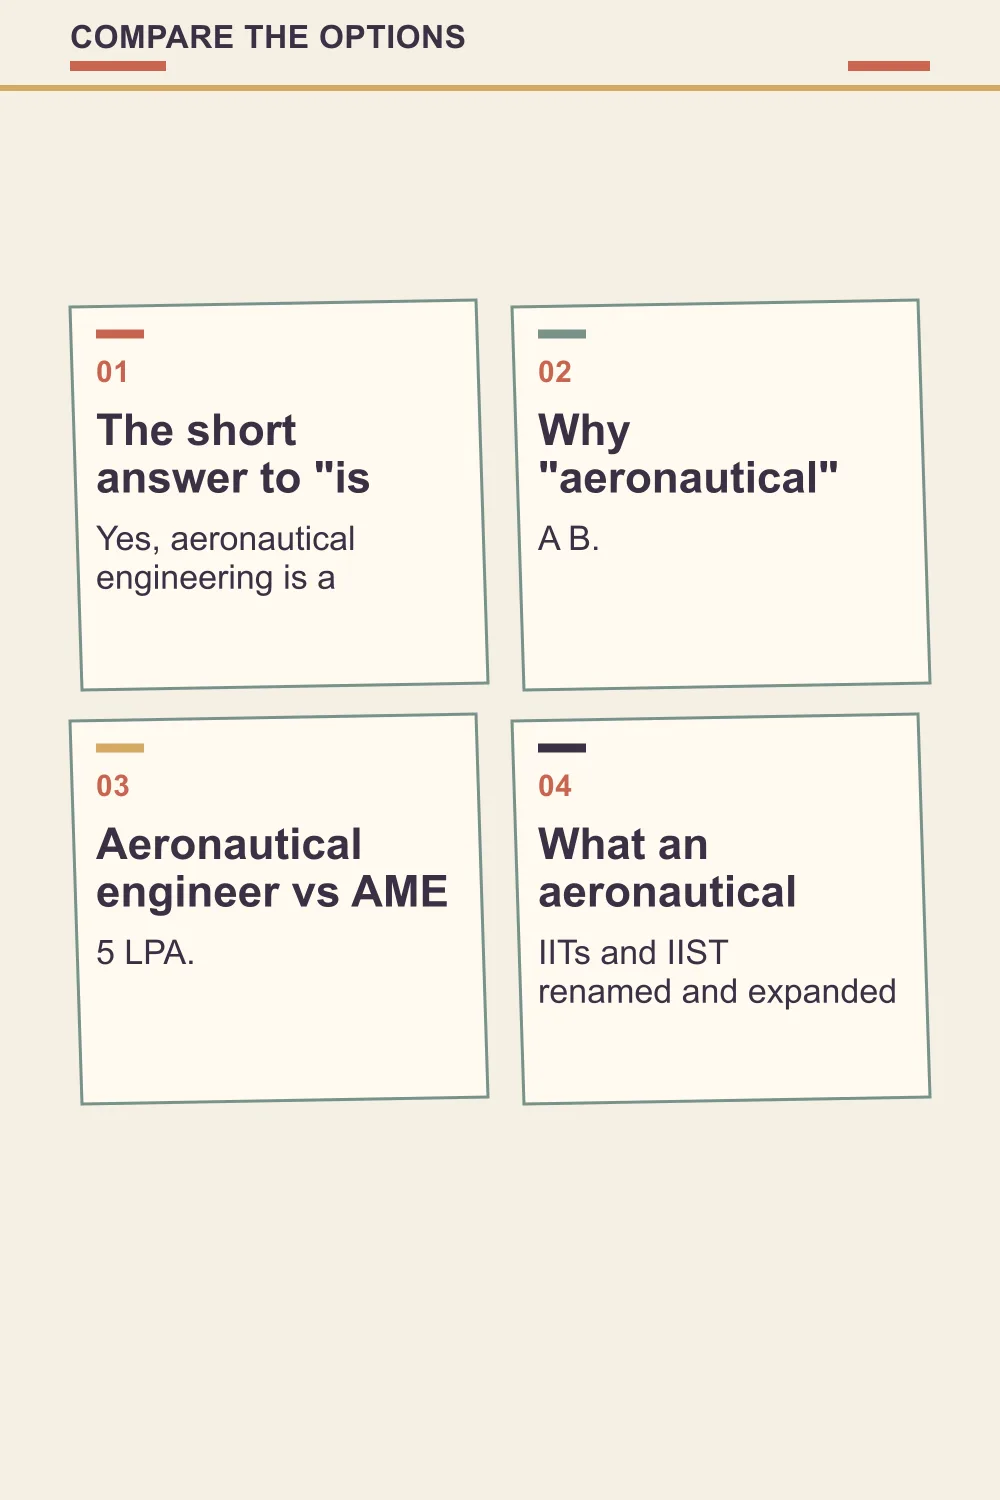 COMPARE THE OPTIONS
01
The short
answer to "is
Yes, aeronautical
engineering is a
02
Why
"aeronautical"
A B.
03
Aeronautical
engineer vs AME
5 LPA.
04
What an
aeronautical
IITs and IIST
renamed and expanded